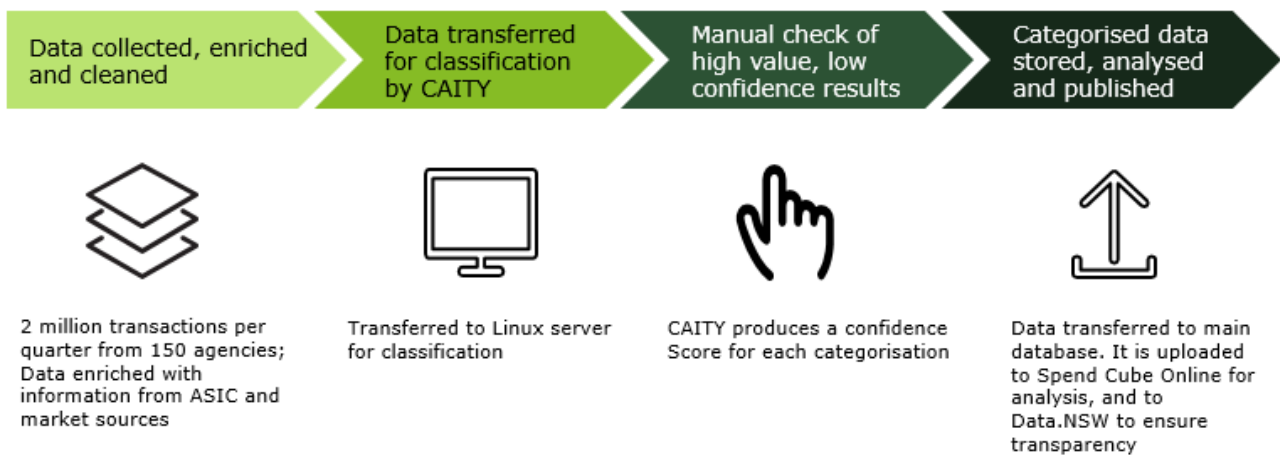 Data collected, enriched
and cleaned
Data transferred
for classification
by CAITY
Manual check of
high value, low
confidence results
Categorised data
stored, analysed
and published
2 million transactions per
quarter from 150 agencies;
Data enriched with
information from ASIC and
market sources
Transferred to Linux server
for classification
CAITY produces a confidence
Score for each categorisation
Data transferred to main
database. It is uploaded
to Spend Cube Online for
analysis, and to
Data.NSW to ensure
transparency